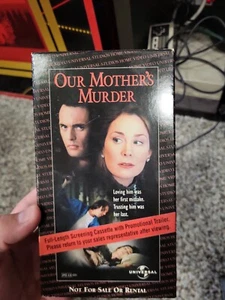 OUR MOTHER'S
MURDER
Loving him was
her first mistake.
Trusting him was
her last.
Full-Length Screening Cassette with Promotional Trailer.
Please return to your sales representative after viewing.
UNIVERSAL
NOT FOR SALE OR RENTAL